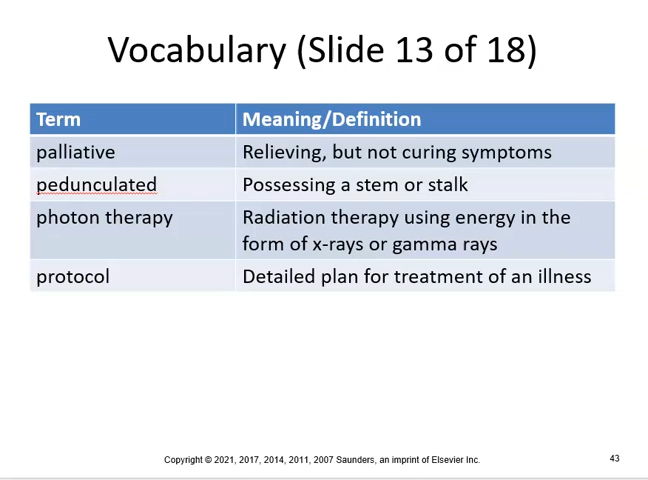 Vocabulary (Slide 13 of 18)
Term Meaning/Definition
palliative Relieving, but not curing symptoms
pedunculated Possessing a stem or stalk
photon therapy Radiation therapy using energy in the
form of x-rays or gamma rays
protocol Detailed plan for treatment of an illness
Copyright © 2021, 2017, 2014, 2011, 2007 Saunders, an imprint of Elsevier Inc. 43